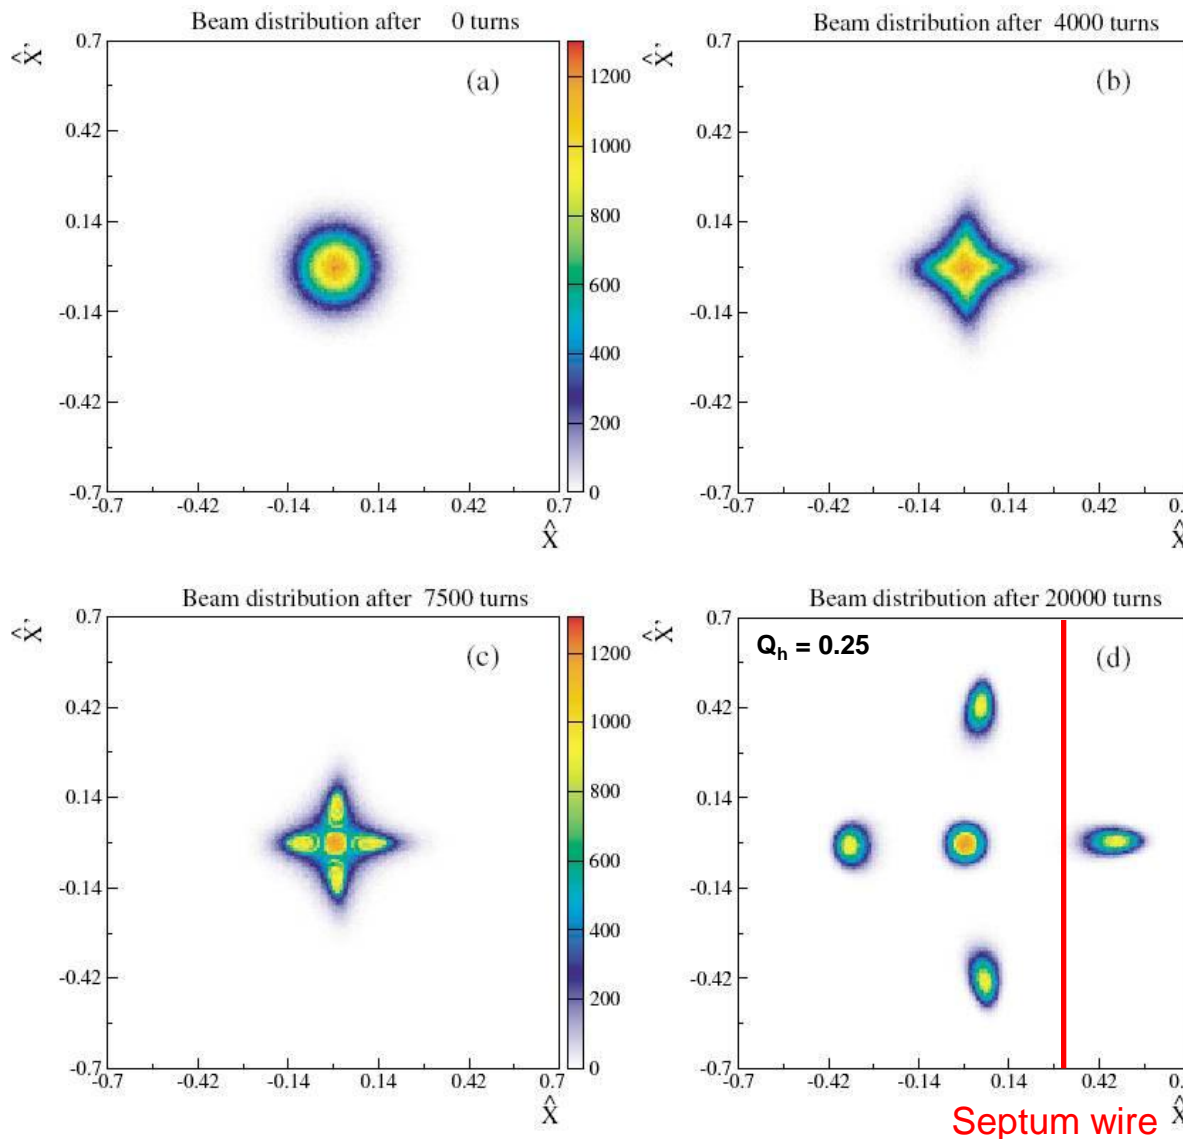 Beam distribution after 0 turns
X̂'
(a)
0.7
0.42
0.14
-0.14
-0.42
-0.7
-0.7 -0.42 -0.14 0.14 0.42 0.7
X̂
1200
1000
800
600
400
200
0
Beam distribution after 4000 turns
X̂'
(b)
0.7
0.42
0.14
-0.14
-0.42
-0.7
-0.7 -0.42 -0.14 0.14 0.42
X̂
Beam distribution after 7500 turns
X̂'
(c)
0.7
0.42
0.14
-0.14
-0.42
-0.7
-0.7 -0.42 -0.14 0.14 0.42 0.7
X̂
1200
1000
800
600
400
200
0
Beam distribution after 20000 turns
X̂'
Qₕ = 0.25
(d)
0.7
0.42
0.14
-0.14
-0.42
-0.7
-0.7 -0.42 -0.14 0.14 0.42
X̂
Septum wire